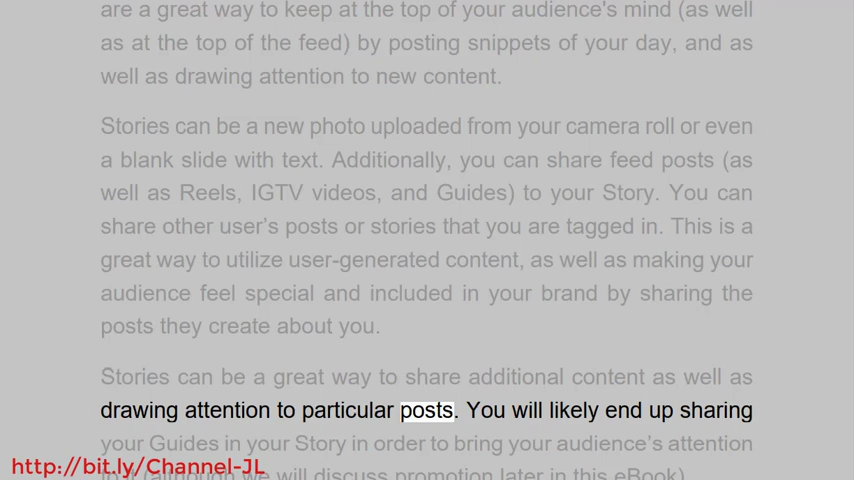 are a great way to keep at the top of your audience's mind (as well
as at the top of the feed) by posting snippets of your day, and as
well as drawing attention to new content.
Stories can be a new photo uploaded from your camera roll or even
a blank slide with text. Additionally, you can share feed posts (as
well as Reels, IGTV videos, and Guides) to your Story. You can
share other user’s posts or stories that you are tagged in. This is a
great way to utilize user-generated content, as well as making your
audience feel special and included in your brand by sharing the
posts they create about you.
Stories can be a great way to share additional content as well as
drawing attention to particular posts. You will likely end up sharing
your Guides in your Story in order to bring your audience’s attention
to it (although we will discuss promotion later in this eBook)
http://bit.ly/Channel-JL